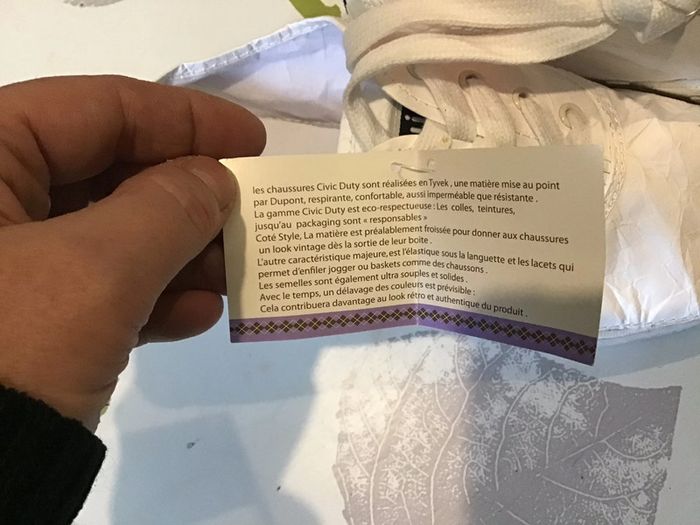 les chaussures Civic Duty sont réalisées en Tyvek , une matière mise au point
par Dupont, respirante, confortable, aussi imperméable que résistante .
La gamme Civic Duty est eco-respectueuse : Les colles, teintures,
jusqu'au packaging sont « responsables »
Coté Style, La matière est préalablement froissée pour donner aux chaussures
un look vintage dès la sortie de leur boite .
L'autre caractéristique majeure, est l'élastique sous la languette et les lacets qui
permet d'enfiler jogger ou baskets comme des chaussons .
Les semelles sont également ultra souples et solides .
Avec le temps, un délavage des couleurs est prévisible :
Cela contribuera davantage au look rétro et authentique du produit .